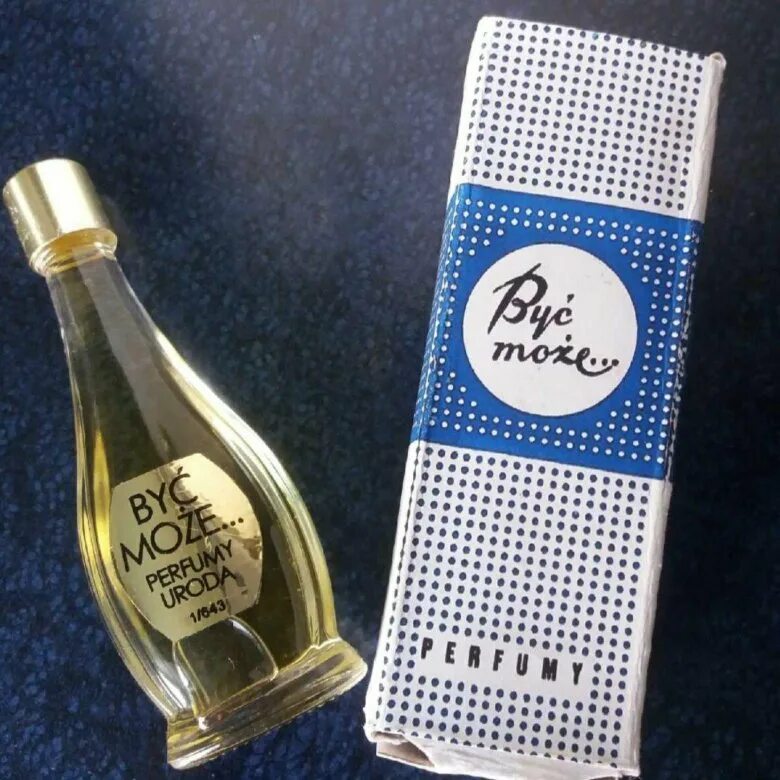 BYĆ
MOŻE...
PERFUMY
URODA
1/643
Być
może...
PERFUMY